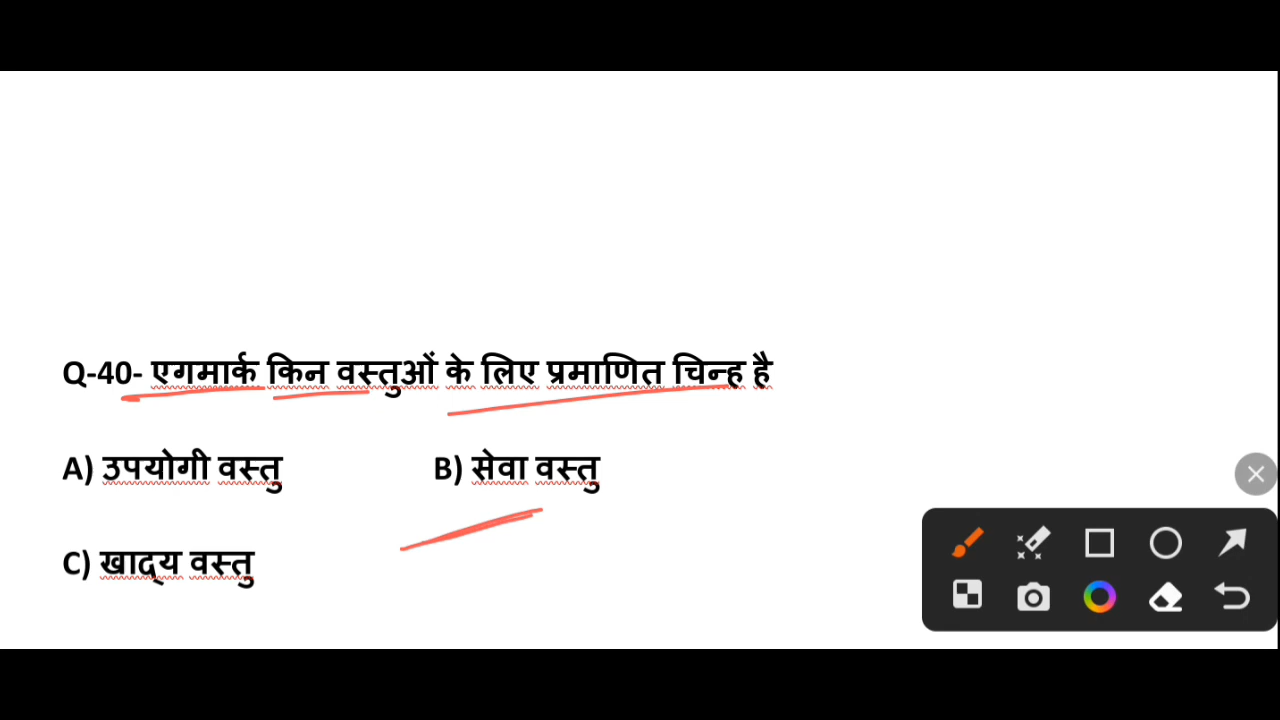 Q-40- एगमार्क किन वस्तुओं के लिए प्रमाणित चिन्ह है
A) उपयोगी वस्तु B) सेवा वस्तु
C) खाद्य वस्तु